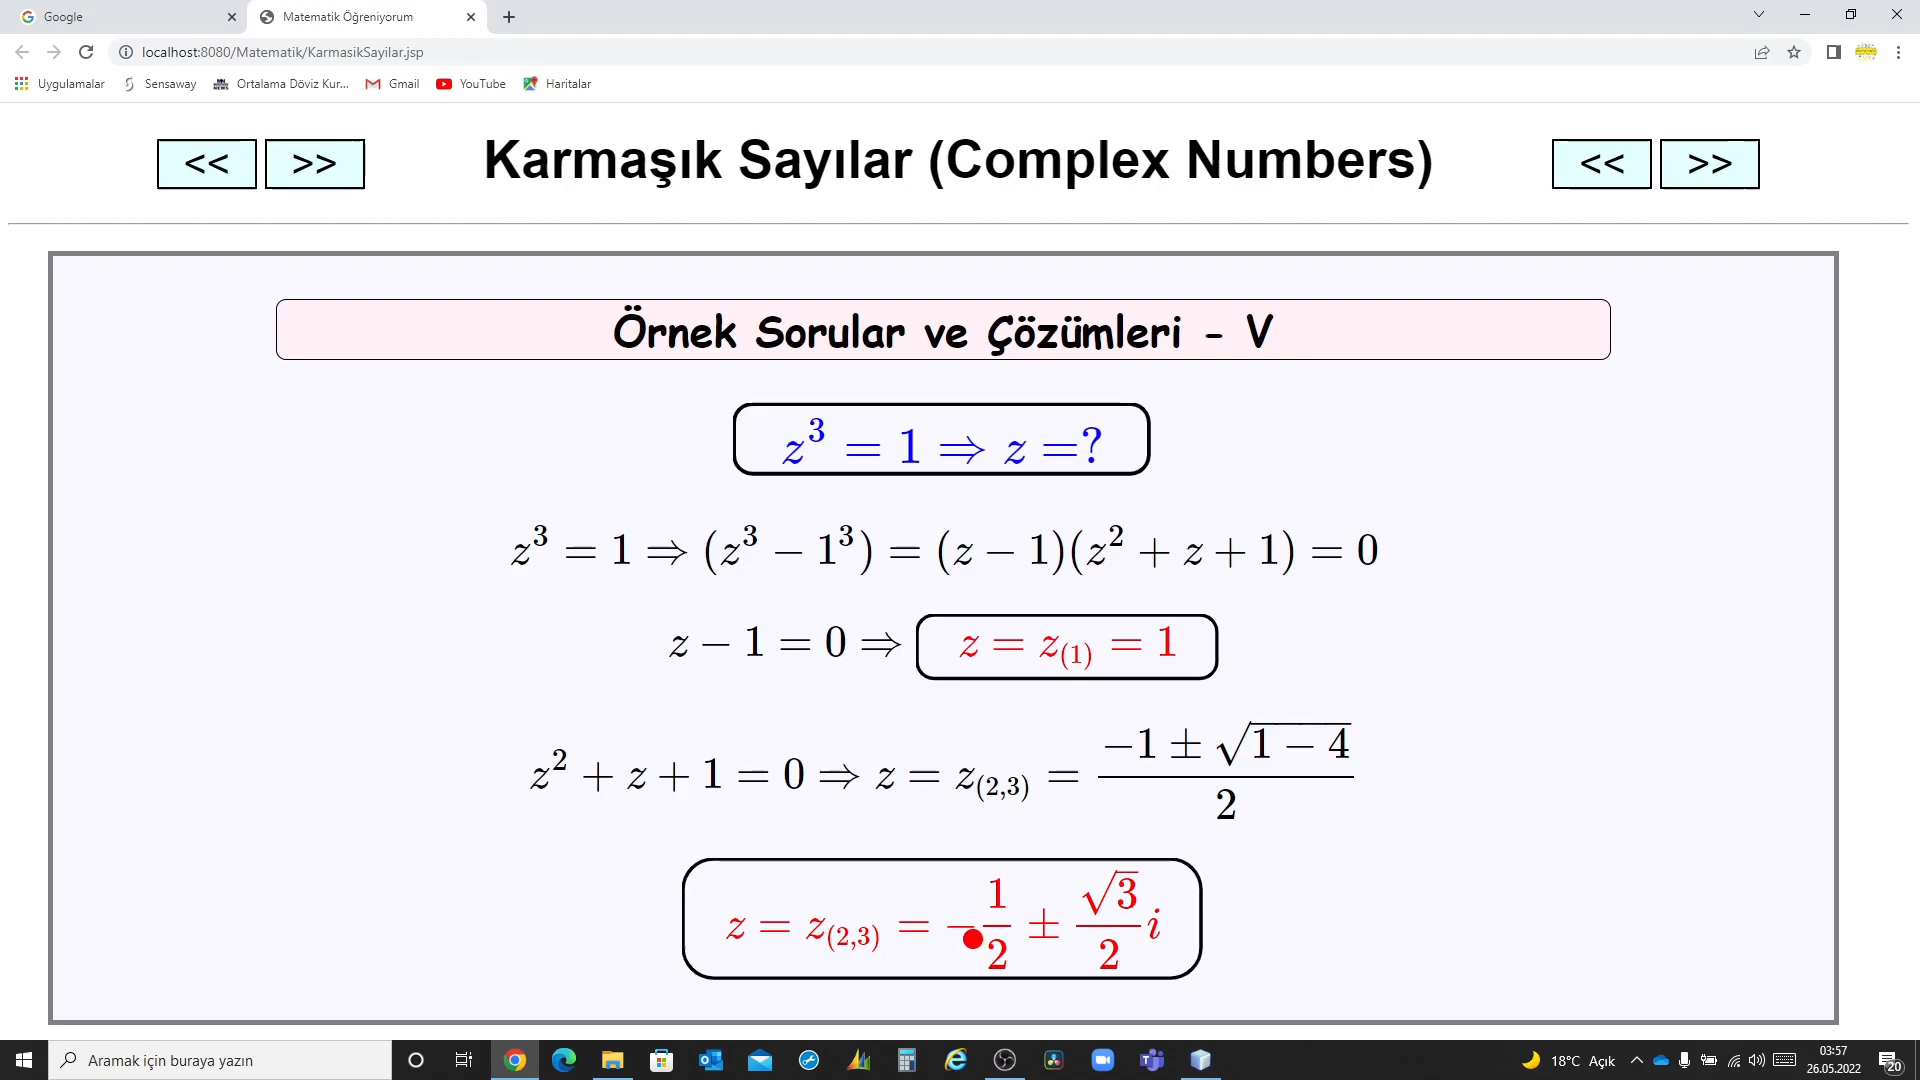 Google
Matematik Öğreniyorum
localhost:8080/Matematik/KarmasikSayilar.jsp
Uygulamalar Sensaway Ortalama Döviz Kur... Gmail YouTube Haritalar
<< >> Karmaşık Sayılar (Complex Numbers) << >>
Örnek Sorular ve Çözümleri - V
z³ = 1 ⇒ z =?
z³ = 1 ⇒ (z³ − 1³) = (z − 1)(z² + z + 1) = 0
z − 1 = 0 ⇒ z = z₍₁₎ = 1
z² + z + 1 = 0 ⇒ z = z₍₂,₃₎ = (−1 ± √(1 − 4))/2
z = z₍₂,₃₎ = −1/2 ± (√3/2)i
Aramak için buraya yazın
18°C Açık
03:57
26.05.2022
20